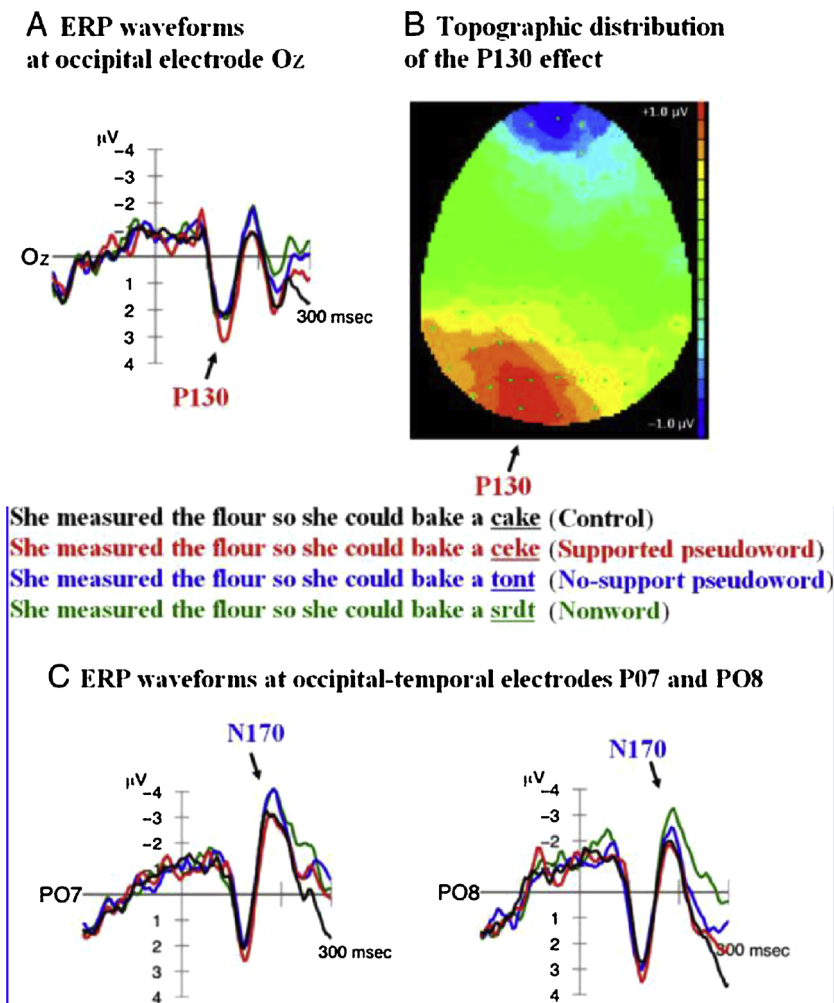 A ERP waveforms
at occipital electrode Oz
B Topographic distribution
of the P130 effect
µV
−4
−3
−2
Oz
1
2
3
4
300 msec
P130
+1.0 µV
−1.0 µV
P130
She measured the flour so she could bake a cake (Control)
She measured the flour so she could bake a ceke (Supported pseudoword)
She measured the flour so she could bake a tont (No-support pseudoword)
She measured the flour so she could bake a srdt (Nonword)
C ERP waveforms at occipital-temporal electrodes P07 and PO8
N170
µV
−4
−3
−2
PO7
1
2
3
4
300 msec
N170
µV
−4
−3
−2
PO8
1
2
3
4
300 msec